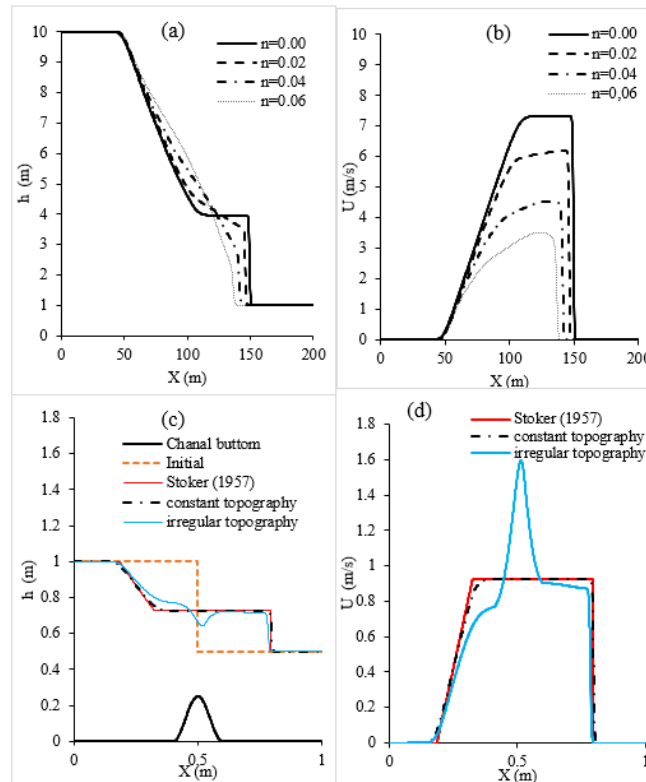 (a)
n=0.00
n=0.02
n=0.04
n=0.06
10
9
8
7
6
5
4
3
2
1
0
h (m)
0 50 100 150 200
X (m)
(b)
n=0.00
n=0.02
n=0.04
n=0,06
10
9
8
7
6
5
4
3
2
1
0
U (m/s)
0 50 100 150 200
X (m)
(c)
Chanal buttom
Initial
Stoker (1957)
constant topography
irregular topography
1.8
1.6
1.4
1.2
1
0.8
0.6
0.4
0.2
0
h (m)
0 0,5 1
X (m)
(d)
Stoker (1957)
constant topography
irregular topography
1.8
1.6
1.4
1.2
1
0.8
0.6
0.4
0.2
0
U (m/s)
0 0.5 1
X (m)